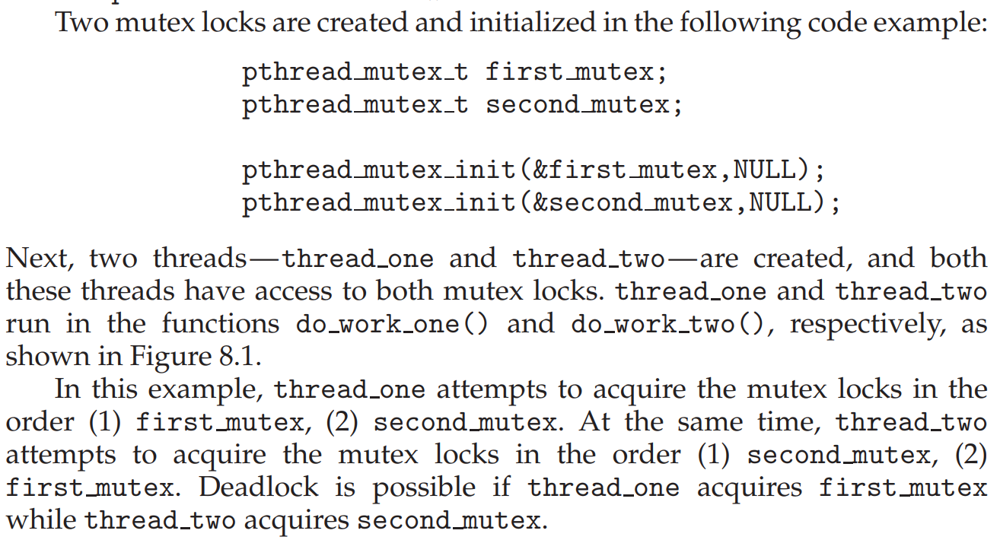 Two mutex locks are created and initialized in the following code example:
pthread_mutex_t first_mutex;
pthread_mutex_t second_mutex;
pthread_mutex_init(&first_mutex,NULL);
pthread_mutex_init(&second_mutex,NULL);
Next, two threads—thread_one and thread_two—are created, and both
these threads have access to both mutex locks. thread_one and thread_two
run in the functions do_work_one() and do_work_two(), respectively, as
shown in Figure 8.1.
In this example, thread_one attempts to acquire the mutex locks in the
order (1) first_mutex, (2) second_mutex. At the same time, thread_two
attempts to acquire the mutex locks in the order (1) second_mutex, (2)
first_mutex. Deadlock is possible if thread_one acquires first_mutex
while thread_two acquires second_mutex.